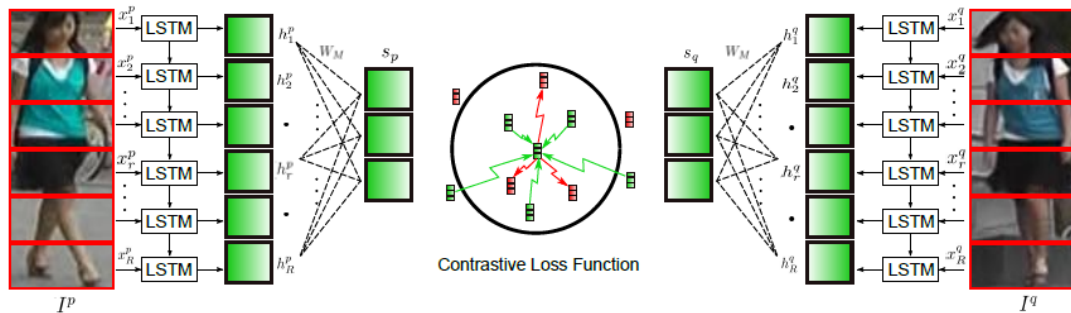 x_1^p LSTM h_1^p W_M s_p s_q W_M h_1^q LSTM x_1^q
x_2^p LSTM h_2^p h_2^q LSTM x_2^q
LSTM LSTM
x_r^p LSTM h_r^p h_r^q LSTM x_r^q
LSTM LSTM
x_R^p LSTM h_R^p Contrastive Loss Function h_R^q LSTM x_R^q
I^p I^q